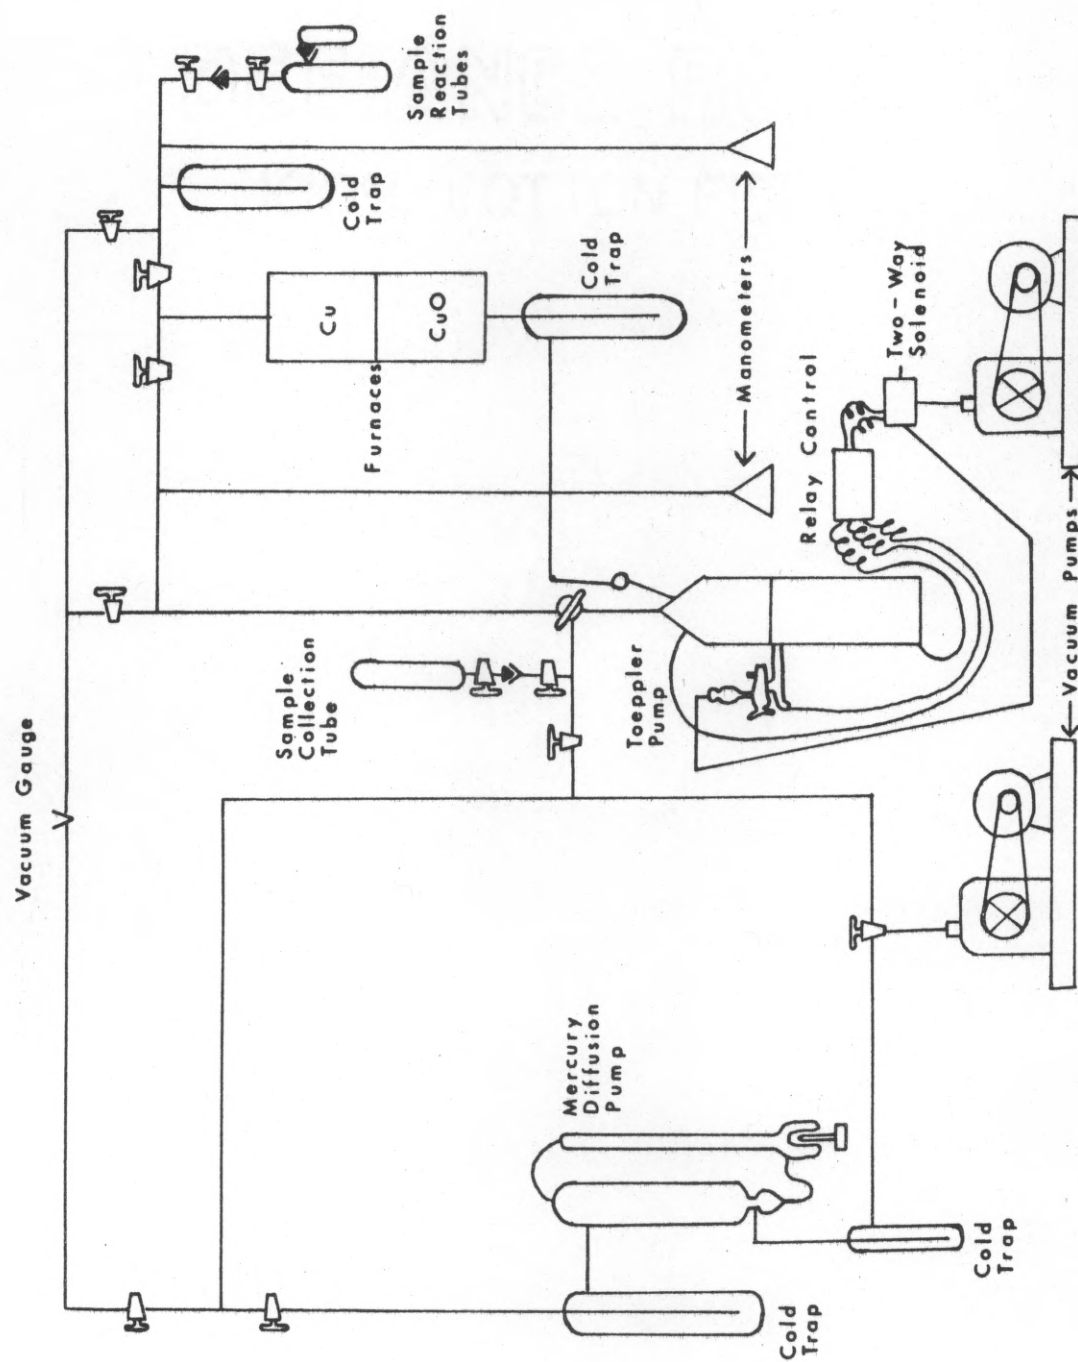 Vacuum Gauge
Sample
Reaction
Tubes
Cold
Trap
Cu
CuO
Furnaces
Cold
Trap
Manometers
Two-Way
Solenoid
Relay Control
Sample
Collection
Tube
Toeppler
Pump
Vacuum Pumps
Mercury
Diffusion
Pump
Cold
Trap
Cold
Trap